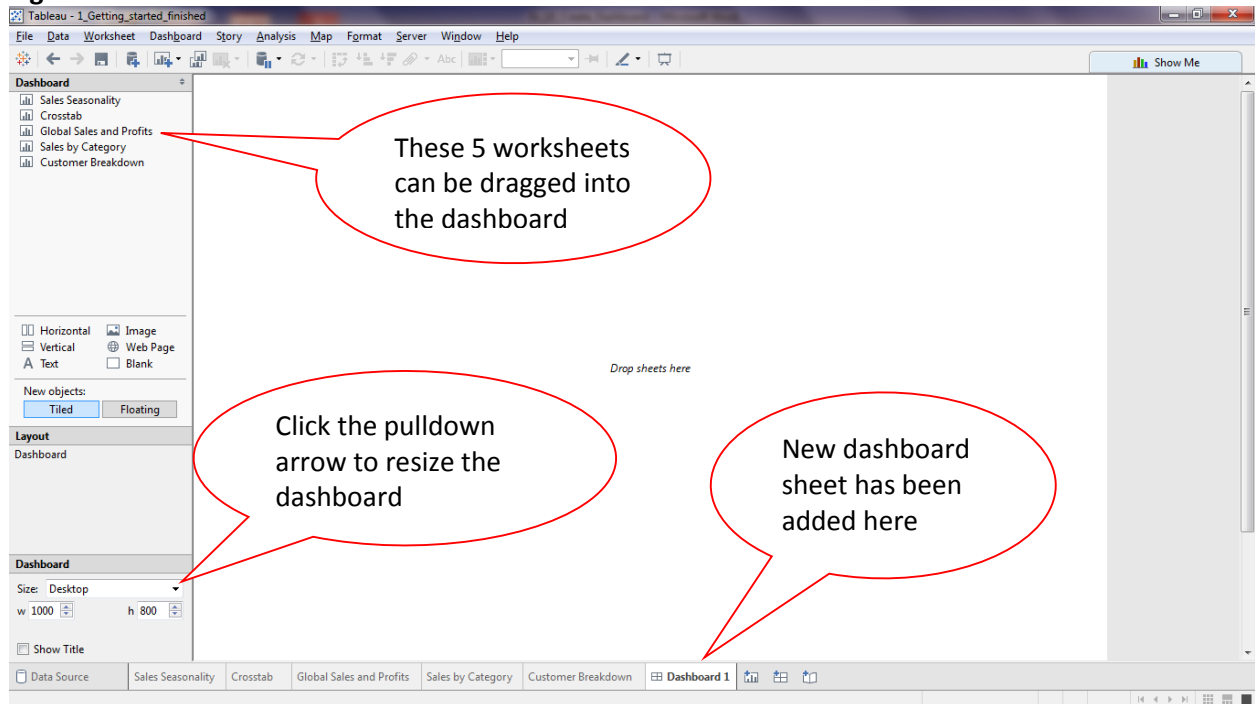 Tableau - 1_Getting_started_finished
File Data Worksheet Dashboard Story Analysis Map Format Server Window Help
Abc
Show Me
Dashboard
Sales Seasonality
Crosstab
Global Sales and Profits
Sales by Category
Customer Breakdown
These 5 worksheets
can be dragged into
the dashboard
Horizontal Image
Vertical Web Page
A Text Blank
New objects:
Tiled Floating
Drop sheets here
Layout
Dashboard
Click the pulldown
arrow to resize the
dashboard
New dashboard
sheet has been
added here
Dashboard
Size: Desktop
w 1000 h 800
Show Title
Data Source Sales Seasonality Crosstab Global Sales and Profits Sales by Category Customer Breakdown Dashboard 1